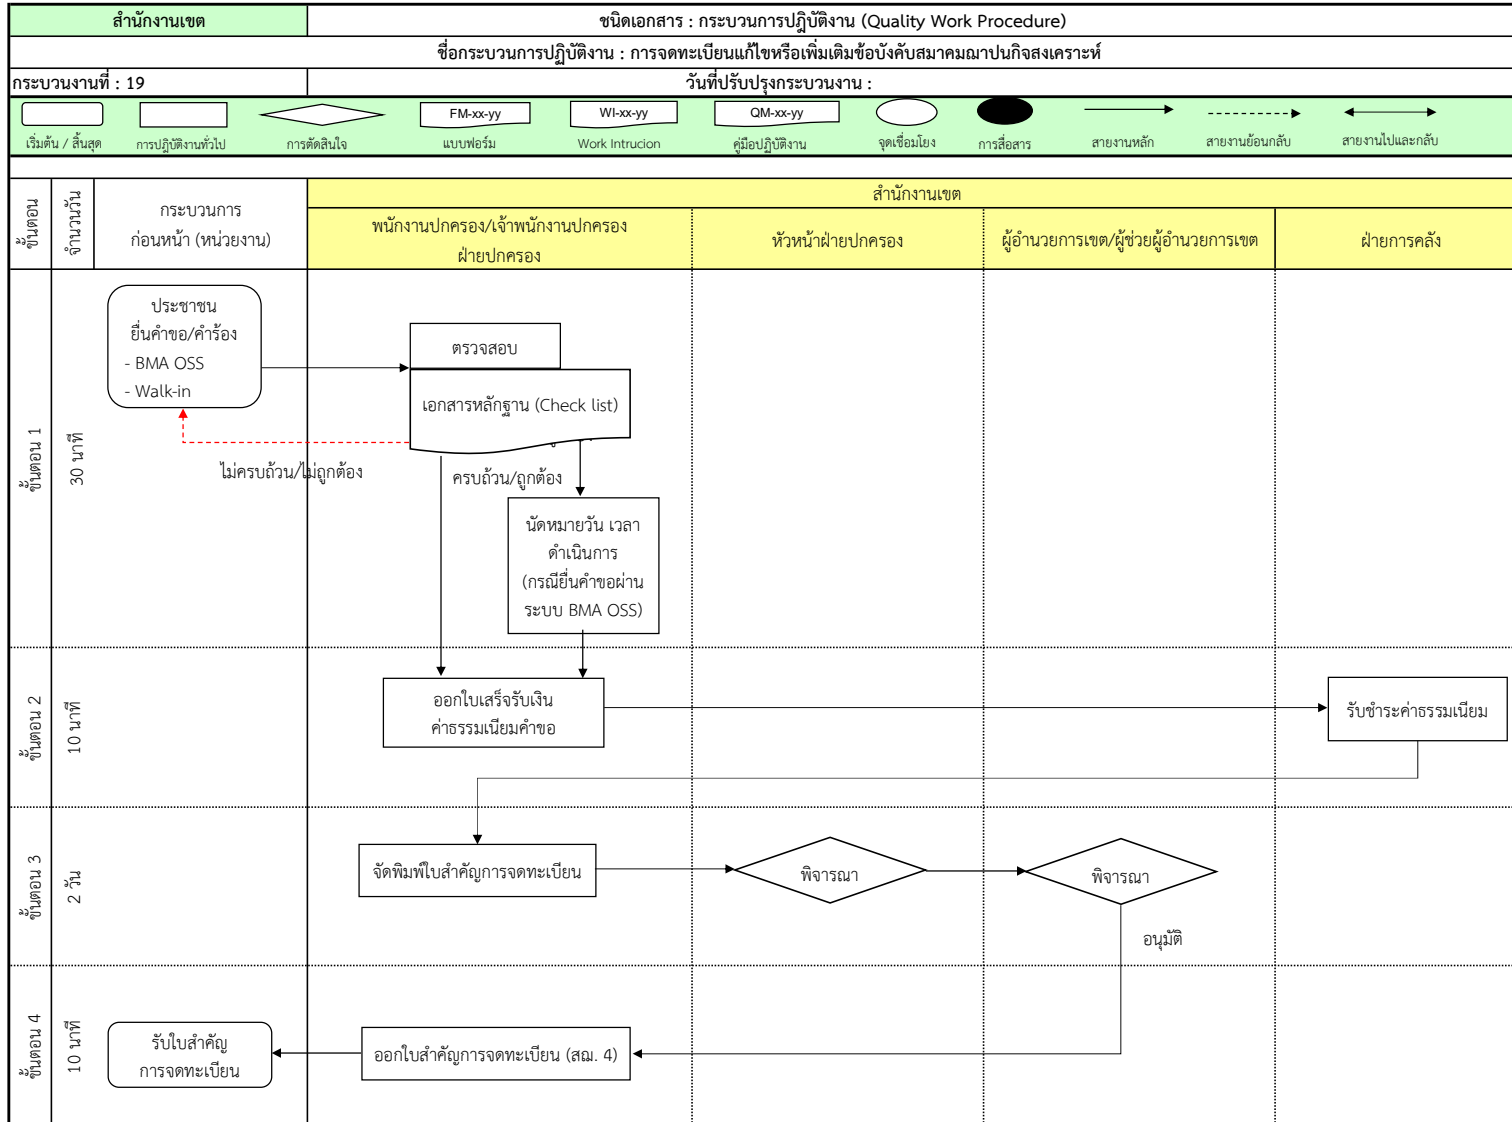 สำนักงานเขต
ชนิดเอกสาร : กระบวนการปฎิบัติงาน (Quality Work Procedure)
ชื่อกระบวนการปฏิบัติงาน : การจดทะเบียนแก้ไขหรือเพิ่มเติมข้อบังคับสมาคมฌาปนกิจสงเคราะห์
กระบวนงานที่ : 19
วันที่ปรับปรุงกระบวนงาน :
FM-xx-yy
WI-xx-yy
QM-xx-yy
เริ่มต้น / สิ้นสุด
การปฏิบัติงานทั่วไป
การตัดสินใจ
แบบฟอร์ม
Work Intrucion
คู่มือปฏิบัติงาน
จุดเชื่อมโยง
การสื่อสาร
สายงานหลัก
สายงานย้อนกลับ
สายงานไปและกลับ
ขั้นตอน
จำนวนวัน
กระบวนการ
ก่อนหน้า (หน่วยงาน)
สำนักงานเขต
พนักงานปกครอง/เจ้าพนักงานปกครอง
ฝ่ายปกครอง
หัวหน้าฝ่ายปกครอง
ผู้อำนวยการเขต/ผู้ช่วยผู้อำนวยการเขต
ฝ่ายการคลัง
ขั้นตอน 1
30 นาที
ประชาชน
ยื่นคำขอ/คำร้อง
- BMA OSS
- Walk-in
ตรวจสอบ
เอกสารหลักฐาน (Check list)
ไม่ครบถ้วน/ไม่ถูกต้อง
ครบถ้วน/ถูกต้อง
นัดหมายวัน เวลา
ดำเนินการ
(กรณียื่นคำขอผ่าน
ระบบ BMA OSS)
ขั้นตอน 2
10 นาที
ออกใบเสร็จรับเงิน
ค่าธรรมเนียมคำขอ
รับชำระค่าธรรมเนียม
ขั้นตอน 3
2 วัน
จัดพิมพ์ใบสำคัญการจดทะเบียน
พิจารณา
พิจารณา
อนุมัติ
ขั้นตอน 4
10 นาที
รับใบสำคัญ
การจดทะเบียน
ออกใบสำคัญการจดทะเบียน (สฌ. 4)